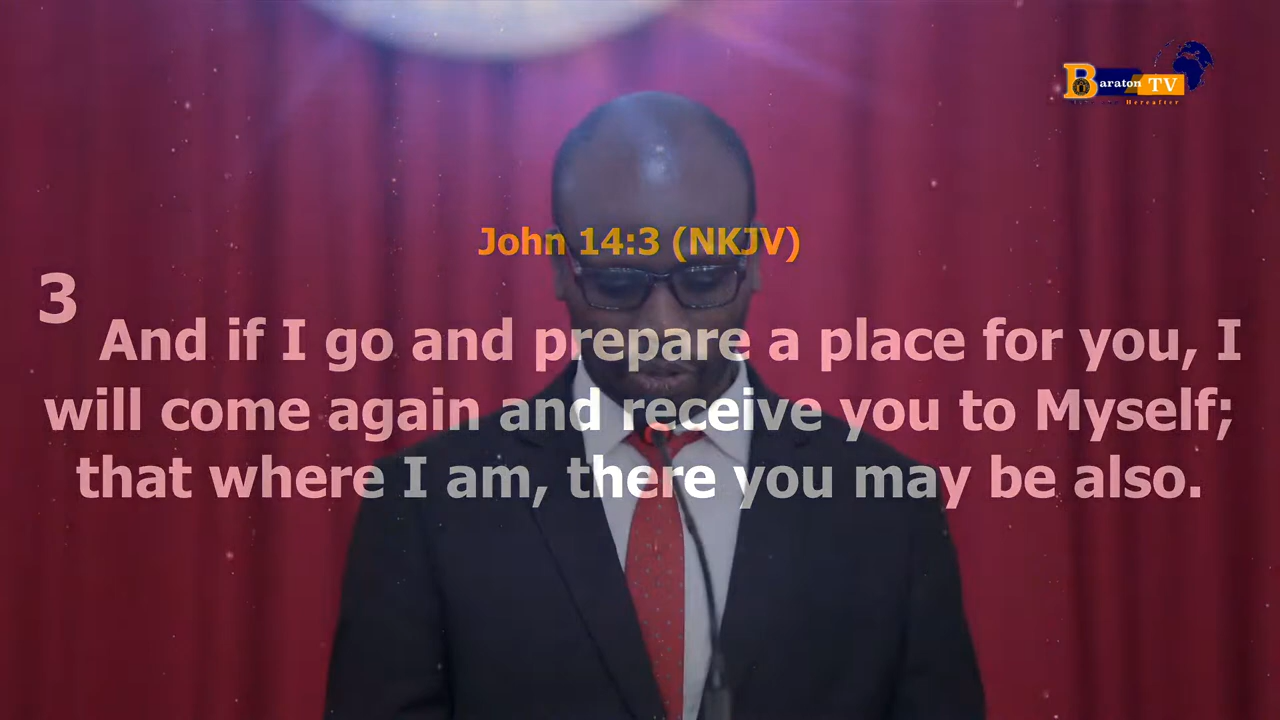 Baraton TV
Hereafter
John 14:3 (NKJV)
3
And if I go and prepare a place for you, I
will come again and receive you to Myself;
that where I am, there you may be also.